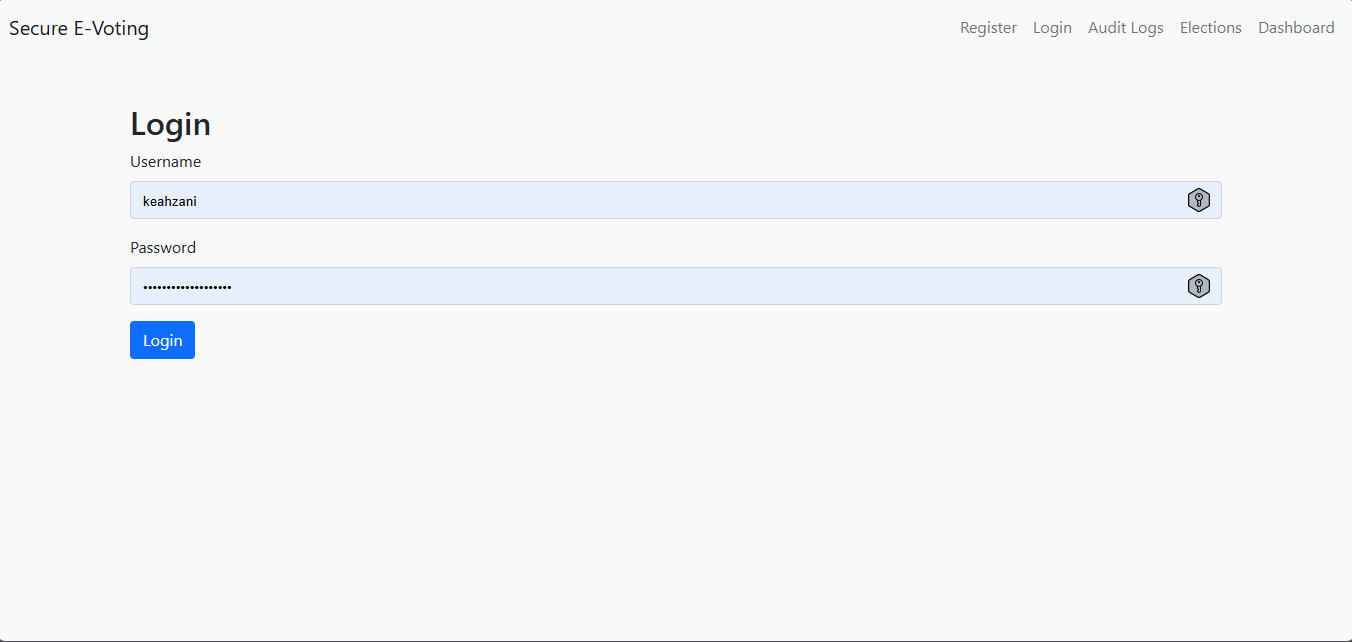 Secure E-Voting
Register Login Audit Logs Elections Dashboard
Login
Username
keahzani
Password
•••••••••••••••••••
Login